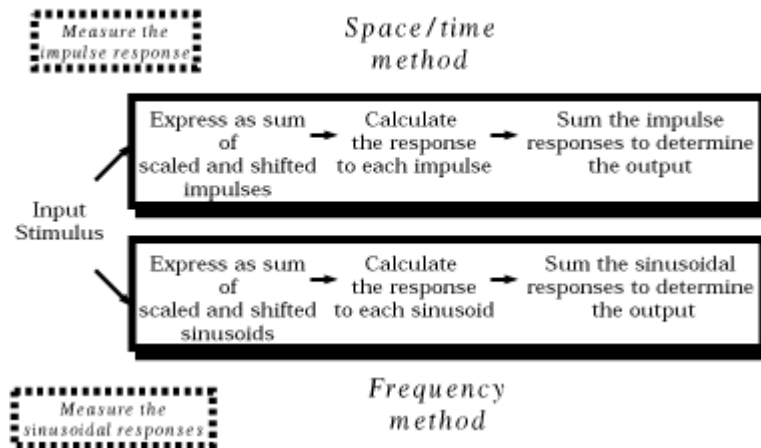 Measure the
impulse response
Space/time
method
Express as sum
of
scaled and shifted
impulses
Calculate
the response
to each impulse
Sum the impulse
responses to determine
the output
Input
Stimulus
Express as sum
of
scaled and shifted
sinusoids
Calculate
the response
to each sinusoid
Sum the sinusoidal
responses to determine
the output
Measure the
sinusoidal responses
Frequency
method